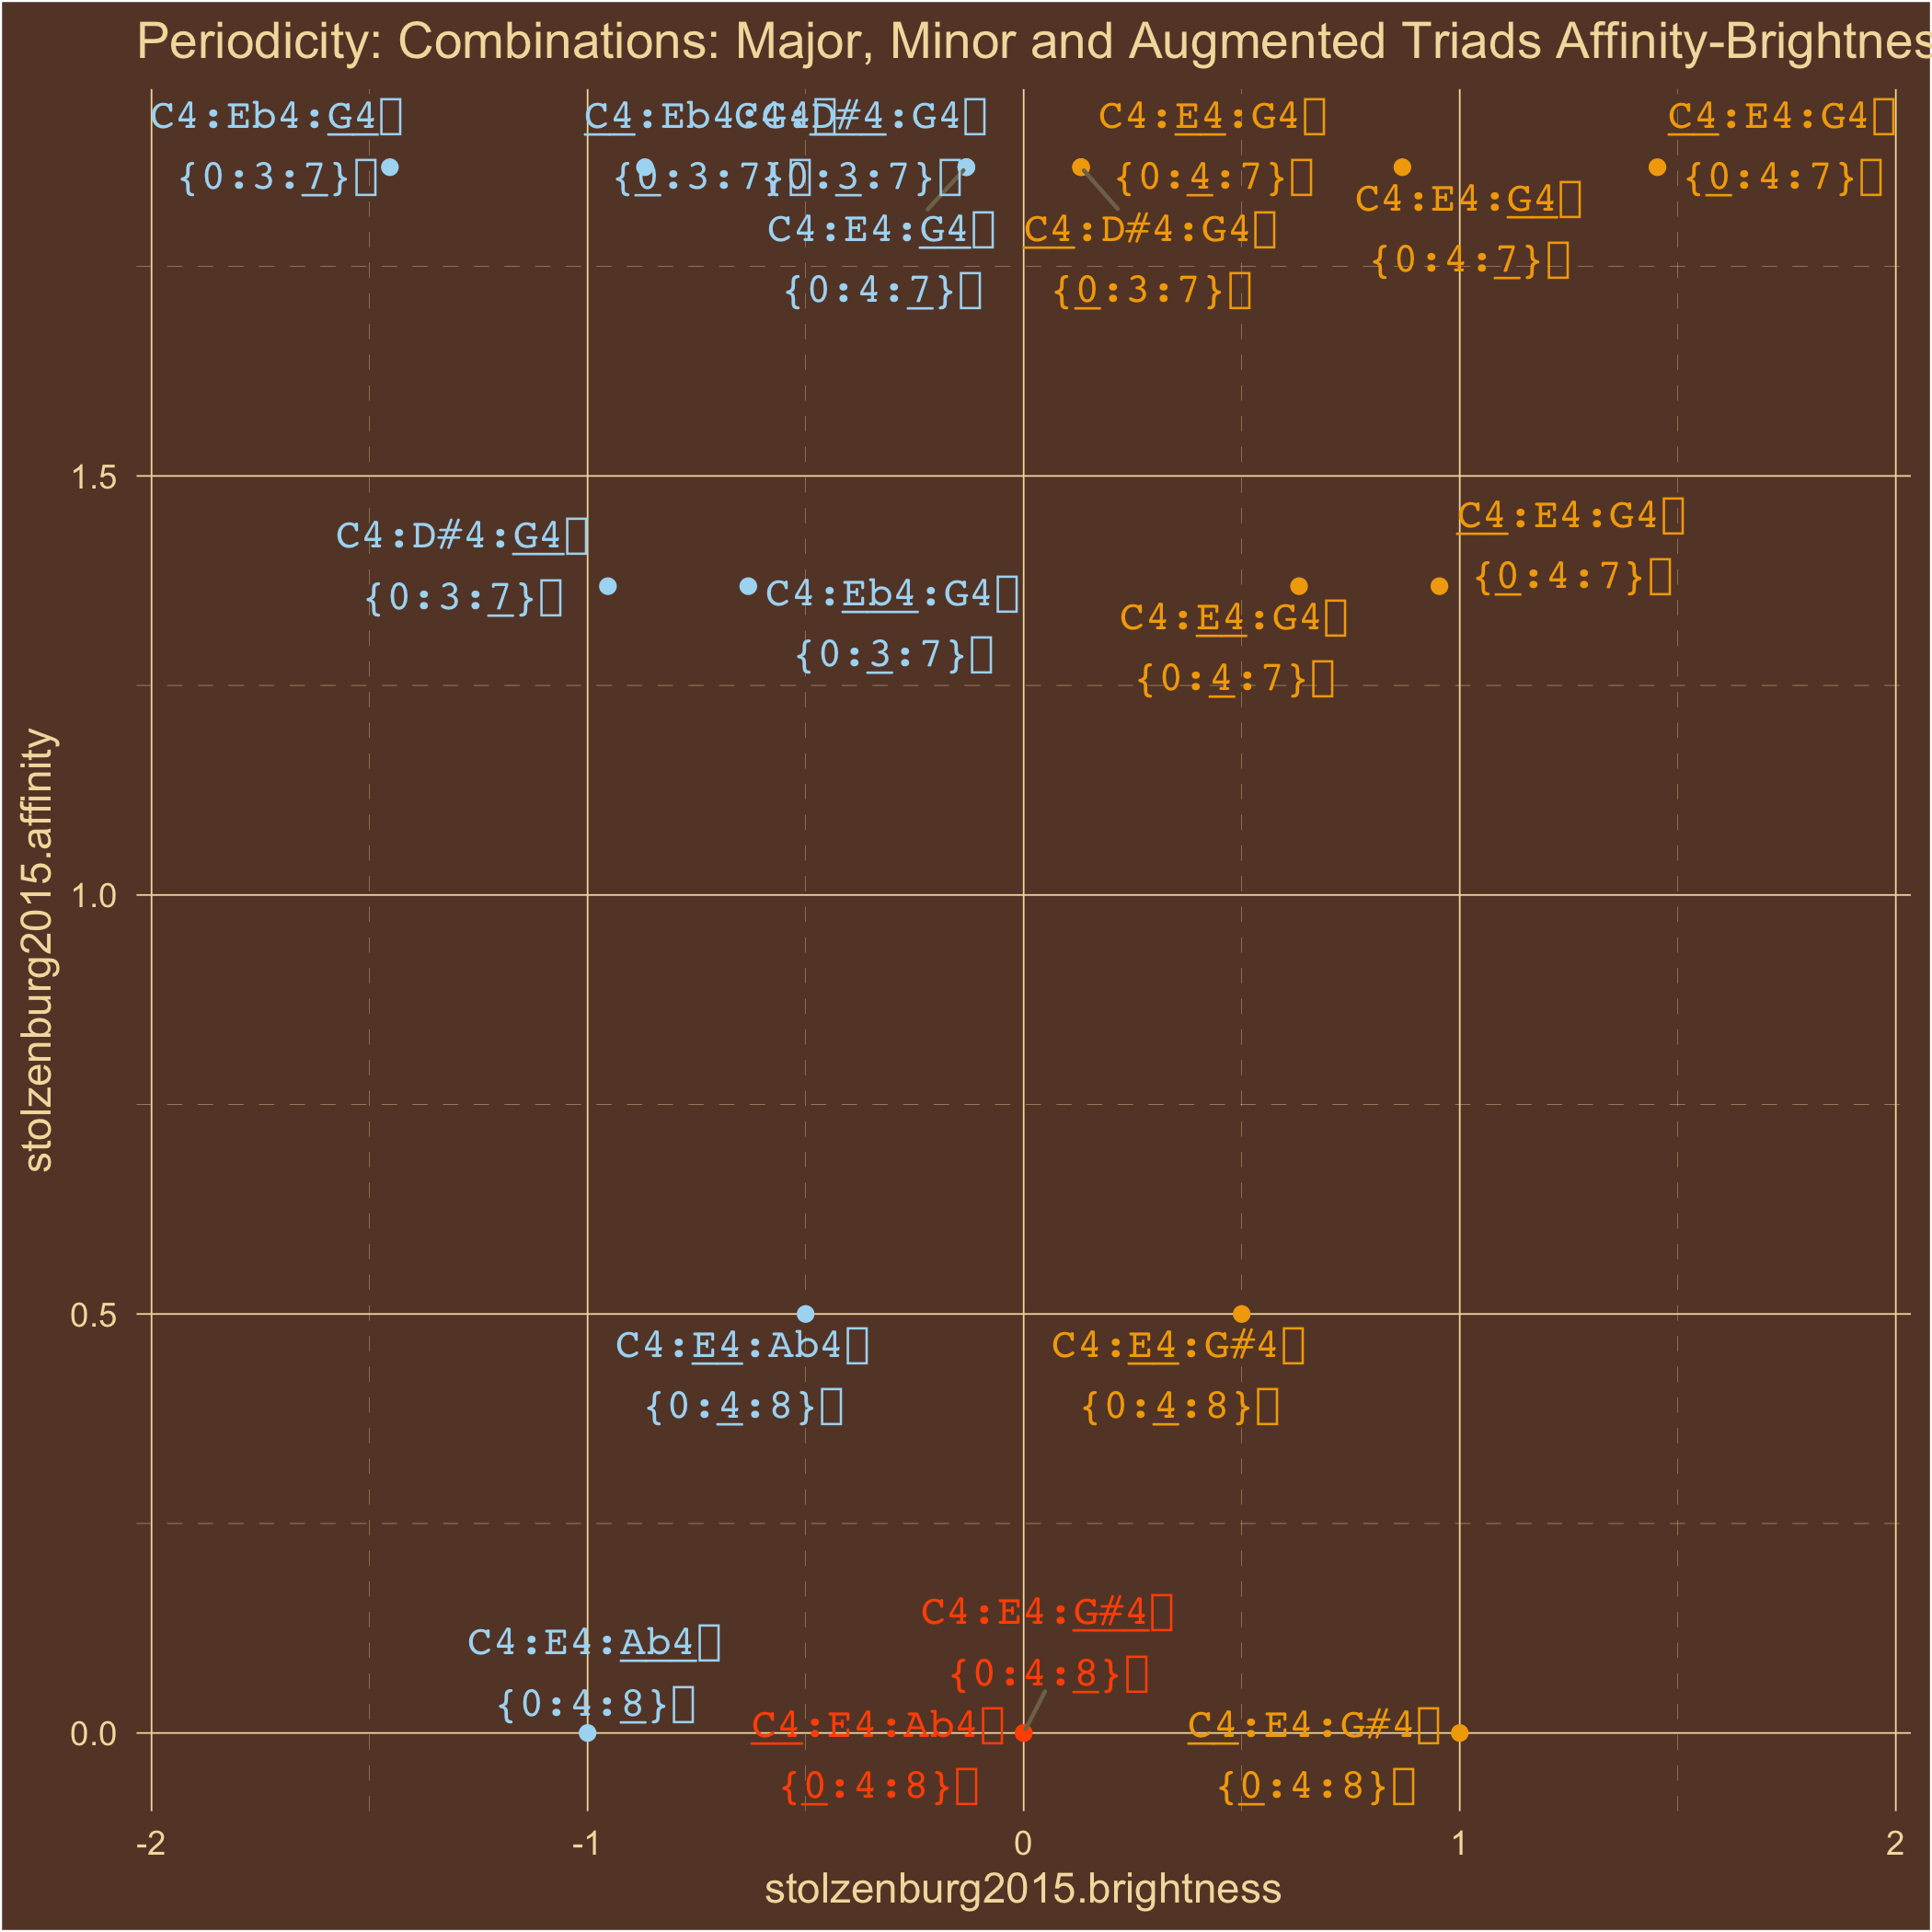 Periodicity: Combinations: Major, Minor and Augmented Triads Affinity-Brightnes
C4:Eb4:G4
{0:3:7}
C4:Eb4:G4
{0:3:7}
C4:D#4:G4
{0:3:7}
C4:E4:G4
{0:4:7}
C4:E4:G4
{0:4:7}
C4:E4:G4
{0:4:7}
C4:E4:G4
{0:4:7}
C4:D#4:G4
{0:3:7}
1.5
C4:D#4:G4
{0:3:7}
C4:Eb4:G4
{0:3:7}
C4:E4:G4
{0:4:7}
C4:E4:G4
{0:4:7}
1.0
stolzenburg2015.affinity
0.5
C4:E4:Ab4
{0:4:8}
C4:E4:G#4
{0:4:8}
C4:E4:Ab4
{0:4:8}
C4:E4:G#4
{0:4:8}
0.0
C4:E4:Ab4
{0:4:8}
C4:E4:G#4
{0:4:8}
-2
-1
0
1
2
stolzenburg2015.brightness